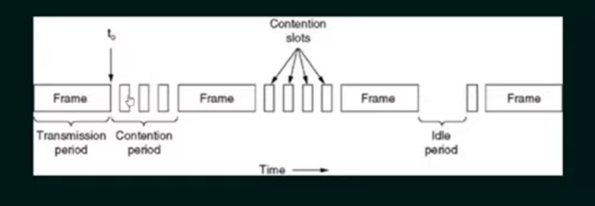 Contention
slots
t₀
Frame
Frame
Frame
Frame
Transmission
period
Contention
period
Idle
period
Time